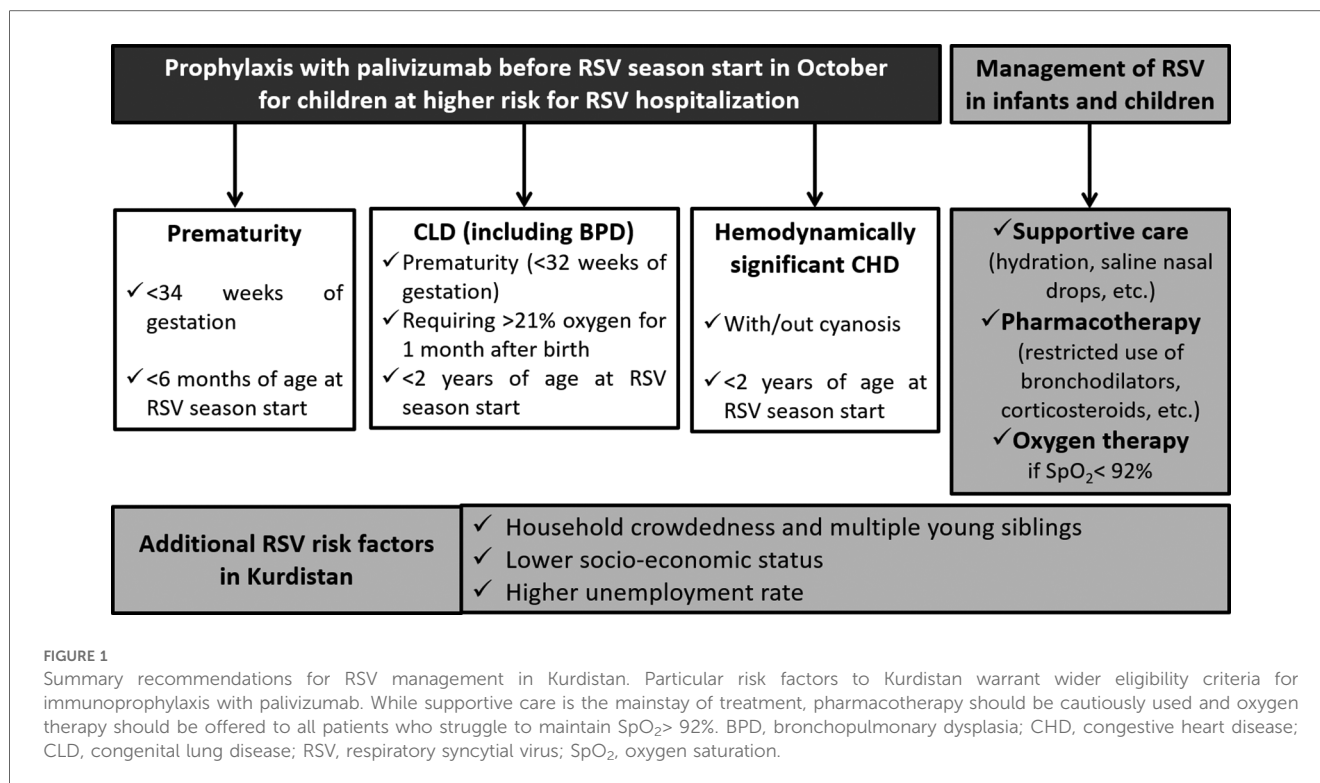 Prophylaxis with palivizumab before RSV season start in October
for children at higher risk for RSV hospitalization
Management of RSV
in infants and children
Prematurity
✓<34 weeks of
gestation
✓<6 months of age at
RSV season start
CLD (including BPD)
✓Prematurity (<32 weeks of
gestation)
✓Requiring >21% oxygen for
1 month after birth
✓<2 years of age at RSV
season start
Hemodynamically
significant CHD
✓With/out cyanosis
✓<2 years of age at
RSV season start
✓Supportive care
(hydration, saline nasal
drops, etc.)
✓Pharmacotherapy
(restricted use of
bronchodilators,
corticosteroids, etc.)
✓Oxygen therapy
if SpO₂< 92%
Additional RSV risk factors
in Kurdistan
✓ Household crowdedness and multiple young siblings
✓ Lower socio-economic status
✓ Higher unemployment rate
FIGURE 1
Summary recommendations for RSV management in Kurdistan. Particular risk factors to Kurdistan warrant wider eligibility criteria for
immunoprophylaxis with palivizumab. While supportive care is the mainstay of treatment, pharmacotherapy should be cautiously used and oxygen
therapy should be offered to all patients who struggle to maintain SpO₂> 92%. BPD, bronchopulmonary dysplasia; CHD, congestive heart disease;
CLD, congenital lung disease; RSV, respiratory syncytial virus; SpO₂, oxygen saturation.